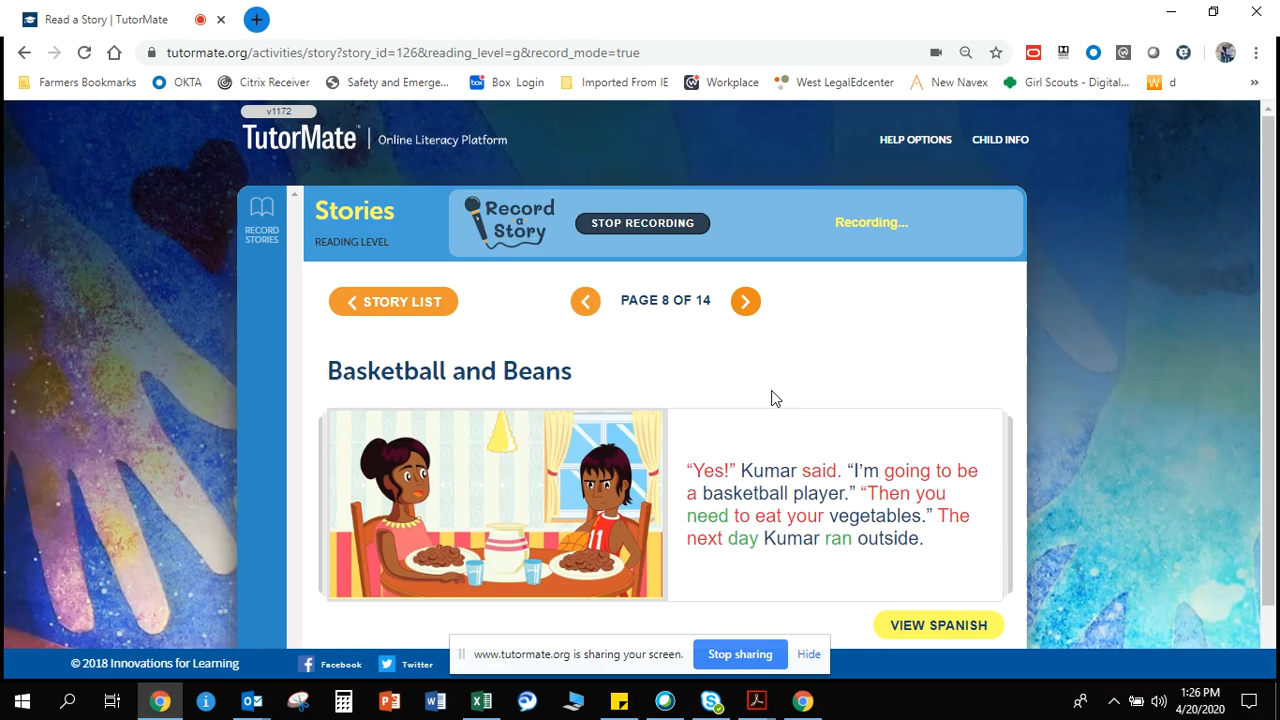 Read a Story | TutorMate
tutormate.org/activities/story?story_id=126&reading_level=g&record_mode=true
Farmers Bookmarks OKTA Citrix Receiver Safety and Emerge... Box Login Imported From IE Workplace West LegalEdcenter New Navex Girl Scouts - Digital... d »
v1172
TutorMate | Online Literacy Platform
HELP OPTIONS CHILD INFO
RECORD
STORIES
Stories
READING LEVEL
Record
a
Story
STOP RECORDING
Recording...
STORY LIST
PAGE 8 OF 14
Basketball and Beans
11
“Yes!” Kumar said. “I’m going to be
a basketball player.” “Then you
need to eat your vegetables.” The
next day Kumar ran outside.
VIEW SPANISH
www.tutormate.org is sharing your screen. Stop sharing Hide
© 2018 Innovations for Learning Facebook Twitter
1:26 PM
4/20/2020